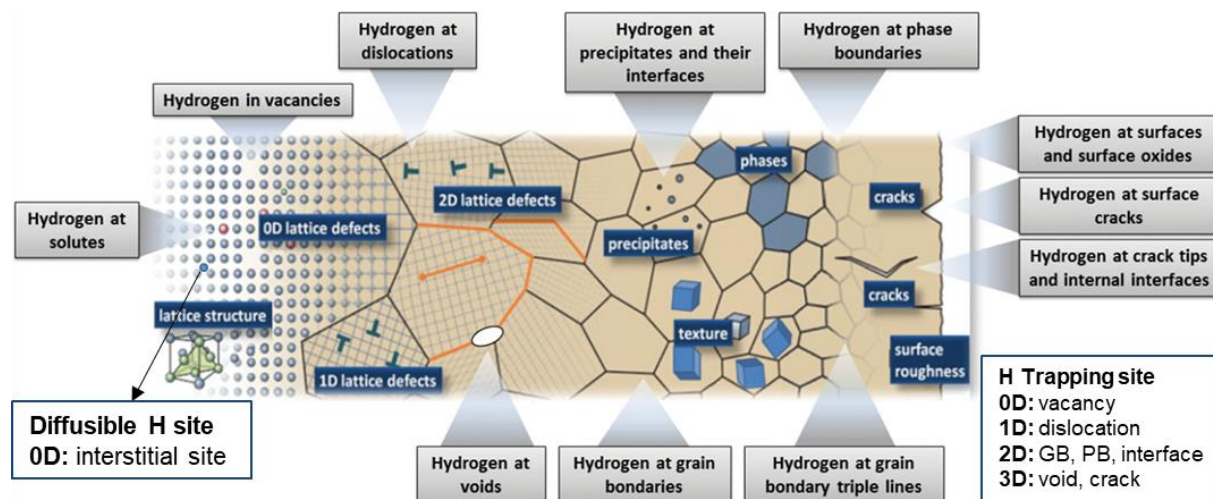 Hydrogen at
dislocations
Hydrogen at
precipitates and their
interfaces
Hydrogen at phase
boundaries
Hydrogen in vacancies
Hydrogen at surfaces
and surface oxides
Hydrogen at surface
cracks
Hydrogen at crack tips
and internal interfaces
Hydrogen at
solutes
phases
cracks
2D lattice defects
0D lattice defects
precipitates
cracks
lattice structure
texture
surface
roughness
1D lattice defects
Diffusible H site
0D: interstitial site
Hydrogen at
voids
Hydrogen at grain
bondaries
Hydrogen at grain
bondary triple lines
H Trapping site
0D: vacancy
1D: dislocation
2D: GB, PB, interface
3D: void, crack